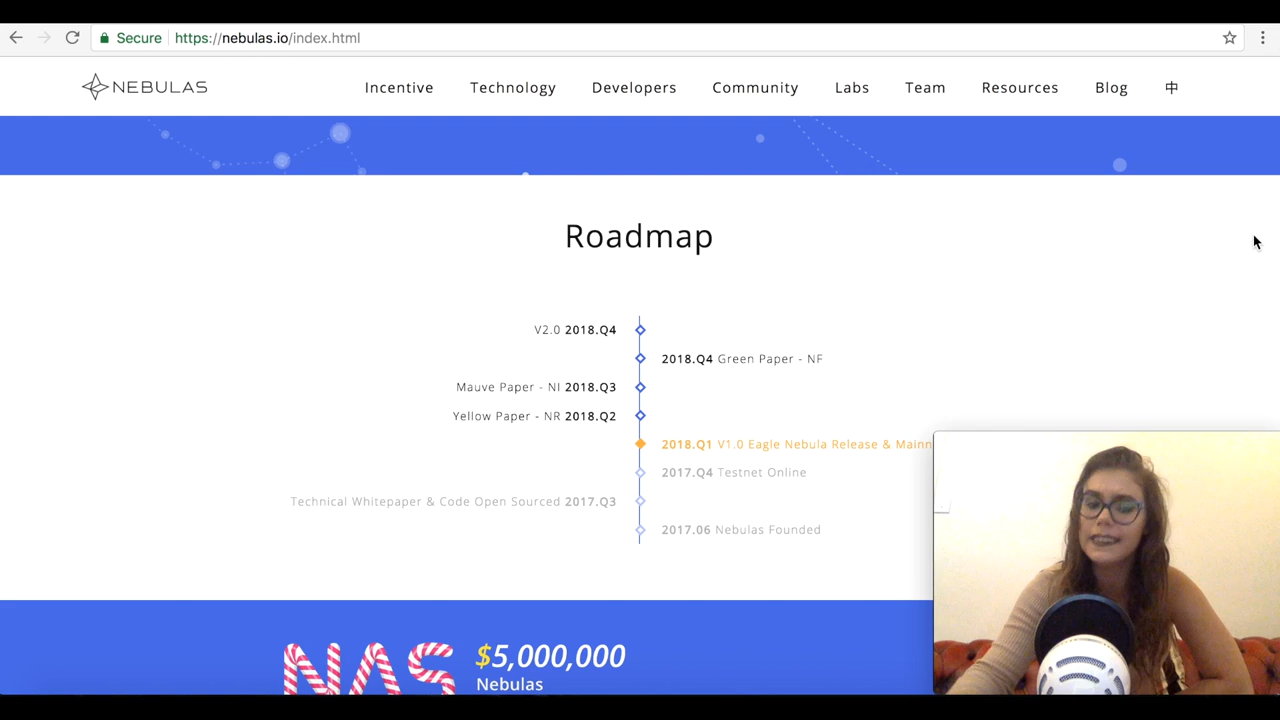 Secure https://nebulas.io/index.html
NEBULAS Incentive Technology Developers Community Labs Team Resources Blog 中
Roadmap
V2.0 2018.Q4
2018.Q4 Green Paper - NF
Mauve Paper - NI 2018.Q3
Yellow Paper - NR 2018.Q2
2018.Q1 V1.0 Eagle Nebula Release & Mainn
2017.Q4 Testnet Online
Technical Whitepaper & Code Open Sourced 2017.Q3
2017.06 Nebulas Founded
NAS $5,000,000
Nebulas